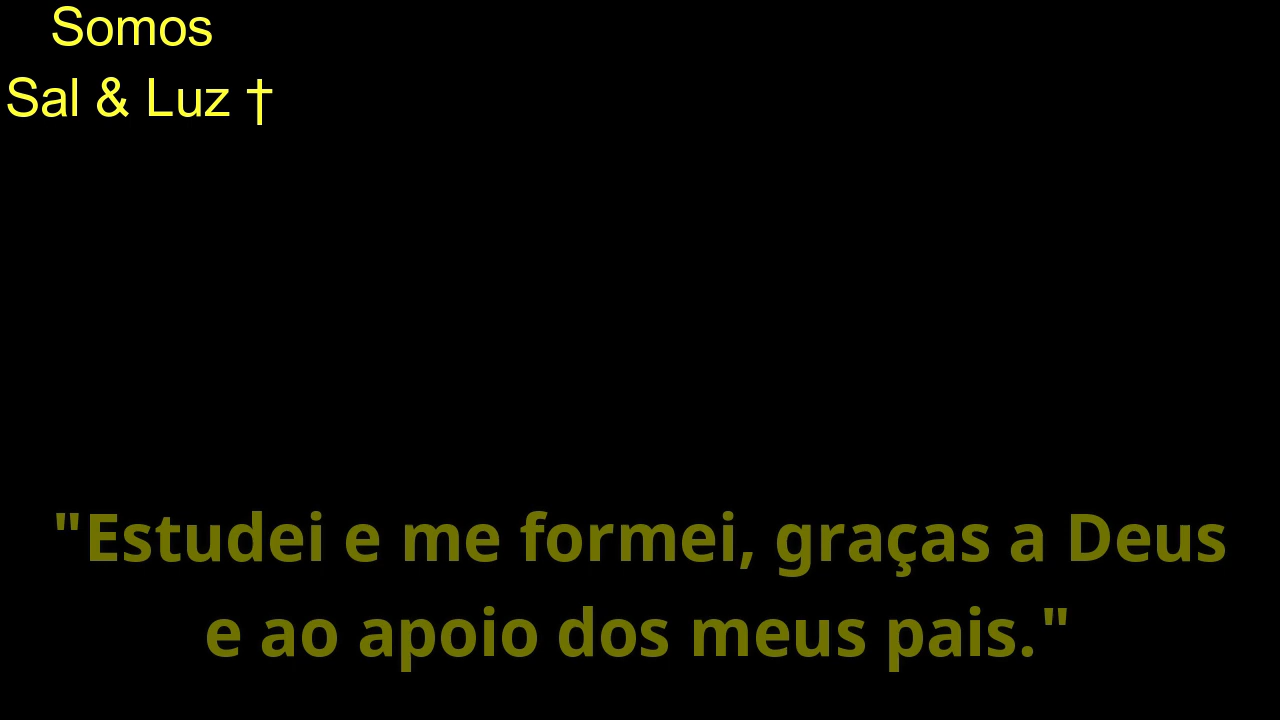 Somos
Sal & Luz †
"Estudei e me formei, graças a Deus
e ao apoio dos meus pais."